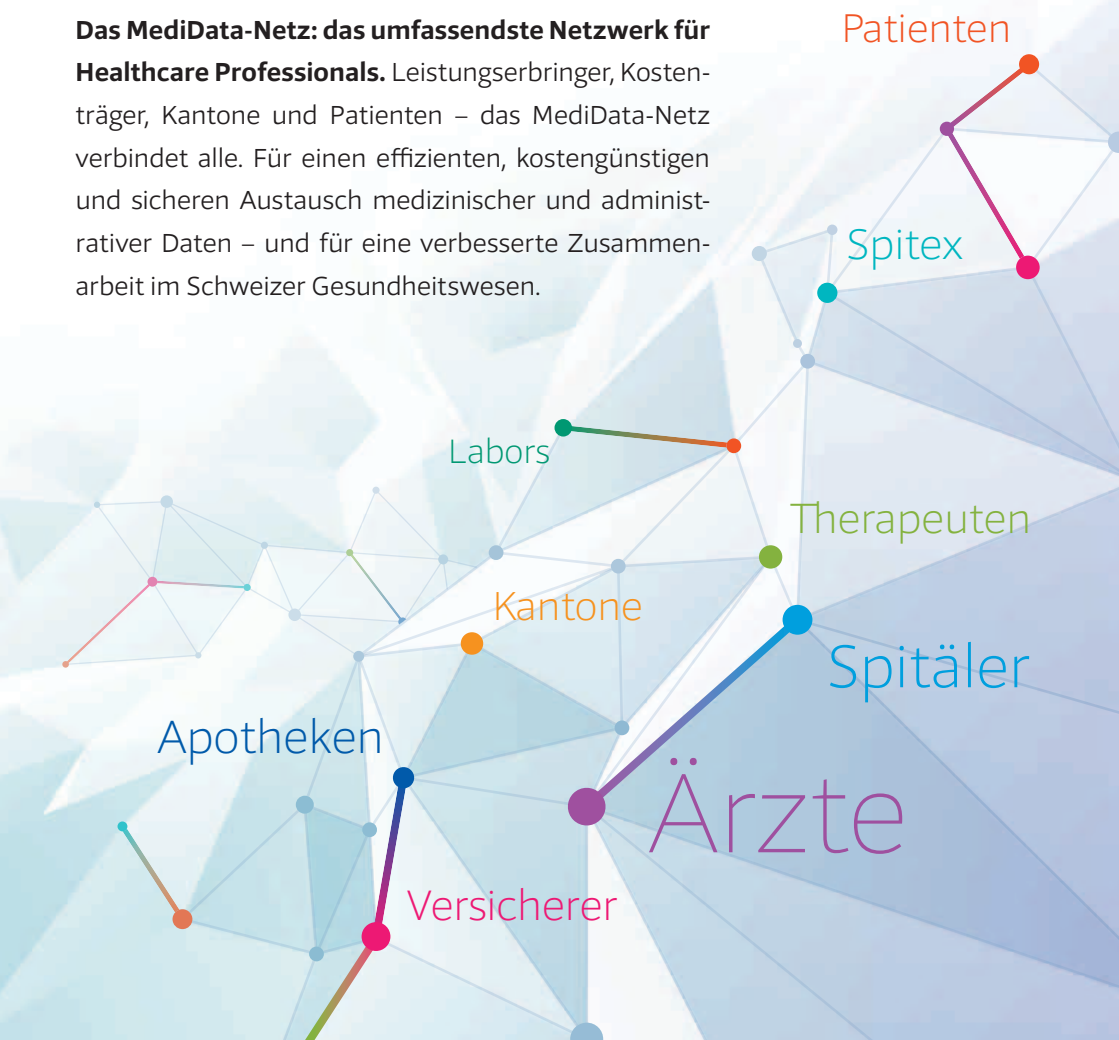 Das MediData-Netz: das umfassendste Netzwerk für
Healthcare Professionals. Leistungserbringer, Kosten-
träger, Kantone und Patienten – das MediData-Netz
verbindet alle. Für einen effizienten, kostengünstigen
und sicheren Austausch medizinischer und administ-
rativer Daten – und für eine verbesserte Zusammen-
arbeit im Schweizer Gesundheitswesen.
Patienten
Spitex
Labors
Therapeuten
Kantone
Spitäler
Apotheken
Ärzte
Versicherer